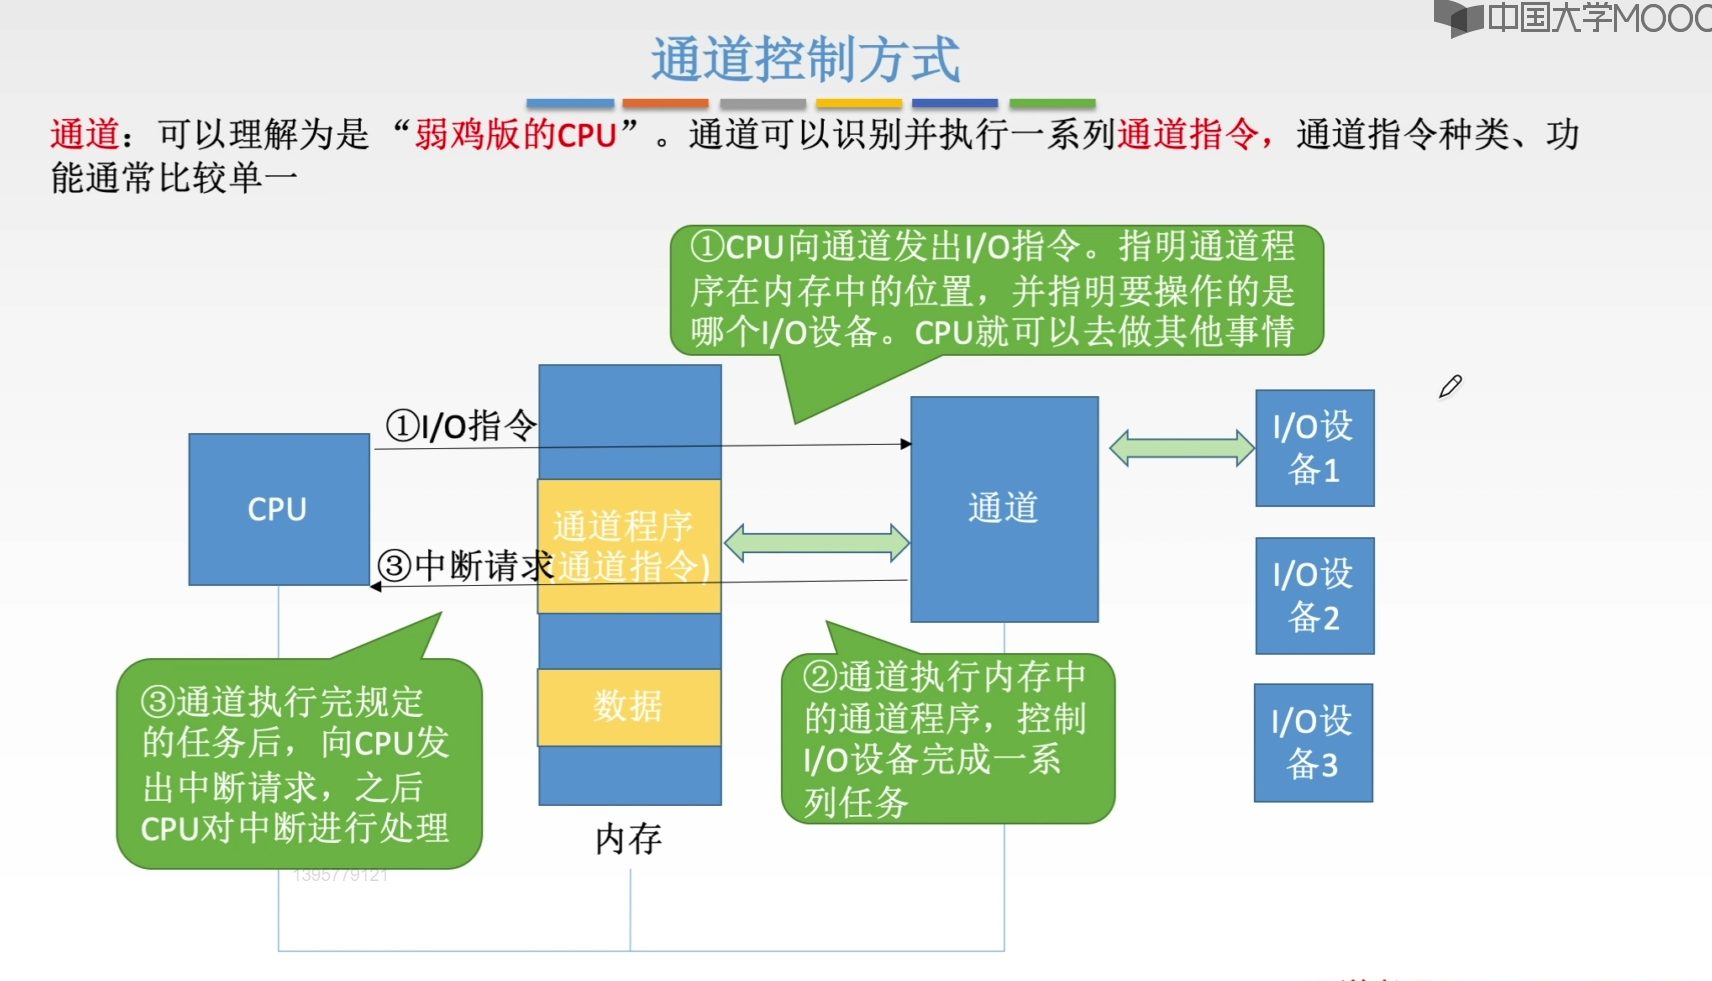 中国大学MOOC
通道控制方式
通道：可以理解为是“弱鸡版的CPU”。通道可以识别并执行一系列通道指令，通道指令种类、功
能通常比较单一
①CPU向通道发出I/O指令。指明通道程
序在内存中的位置，并指明要操作的是
哪个I/O设备。CPU就可以去做其他事情
①I/O指令
CPU
通道程序
(通道指令)
③中断请求
通道
I/O设
备1
I/O设
备2
I/O设
备3
数据
③通道执行完规定
的任务后，向CPU发
出中断请求，之后
CPU对中断进行处理
②通道执行内存中
的通道程序，控制
I/O设备完成一系
列任务
内存
1395779121